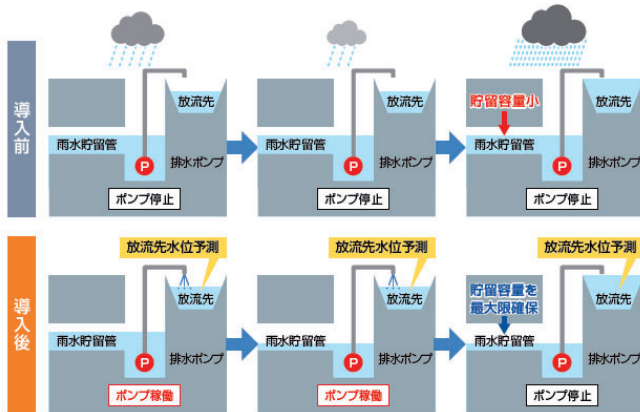 導入前
放流先
雨水貯留管
P
排水ポンプ
ポンプ停止
放流先
雨水貯留管
P
排水ポンプ
ポンプ停止
貯留容量小
放流先
雨水貯留管
P
排水ポンプ
ポンプ停止
導入後
放流先水位予測
放流先
雨水貯留管
P
排水ポンプ
ポンプ稼働
放流先水位予測
放流先
雨水貯留管
P
排水ポンプ
ポンプ稼働
放流先水位予測
貯留容量を
最大限確保
放流先
雨水貯留管
P
排水ポンプ
ポンプ停止